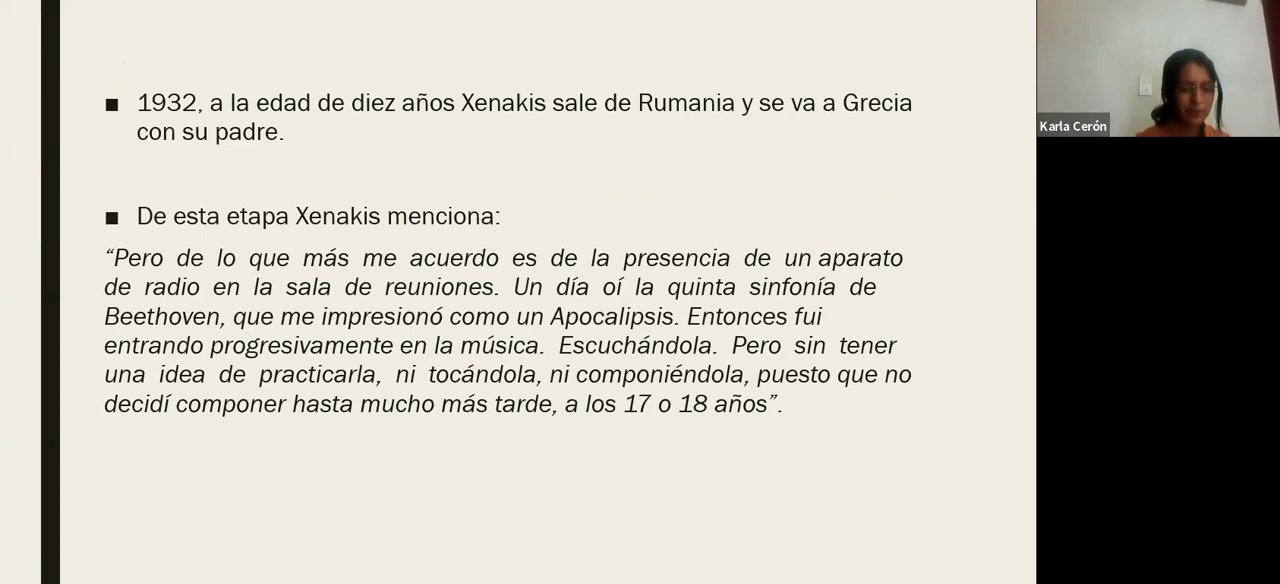 ■ 1932, a la edad de diez años Xenakis sale de Rumania y se va a Grecia
con su padre.
■ De esta etapa Xenakis menciona:
“Pero de lo que más me acuerdo es de la presencia de un aparato
de radio en la sala de reuniones. Un día oí la quinta sinfonía de
Beethoven, que me impresionó como un Apocalipsis. Entonces fui
entrando progresivamente en la música. Escuchándola. Pero sin tener
una idea de practicarla, ni tocándola, ni componiéndola, puesto que no
decidí componer hasta mucho más tarde, a los 17 o 18 años”.
Karla Cerón